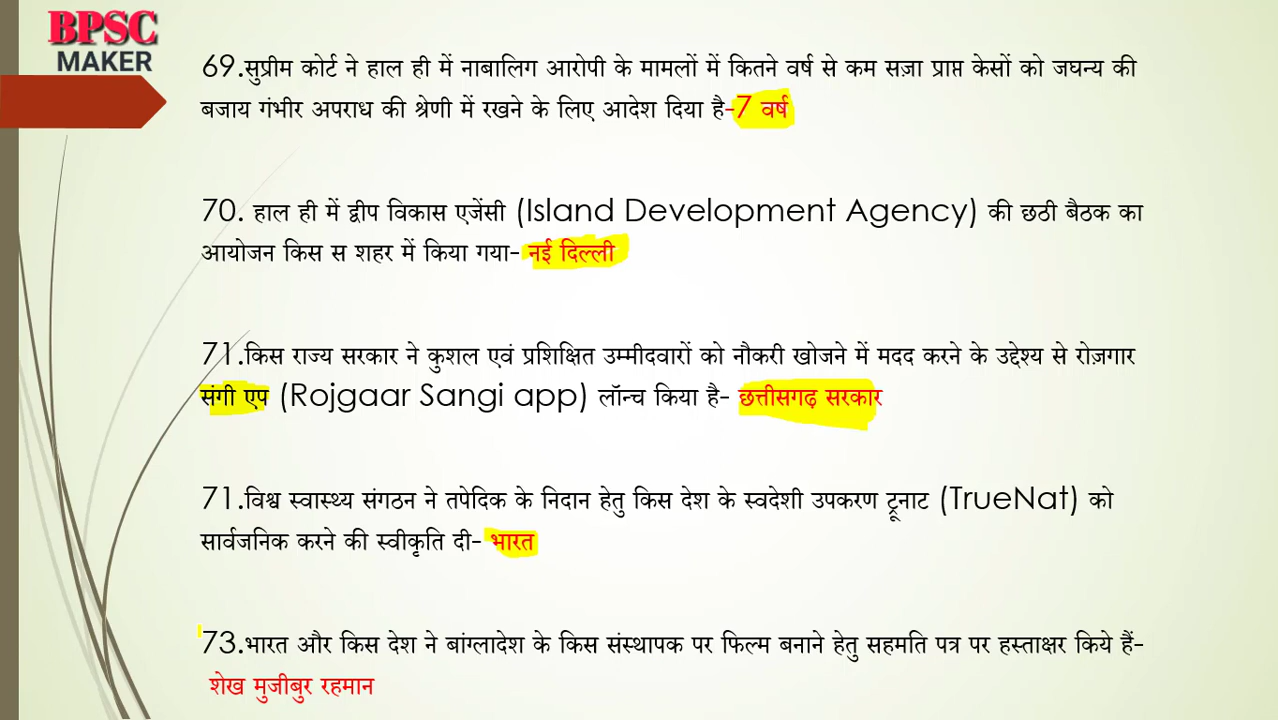 BPSC
MAKER
69.सुप्रीम कोर्ट ने हाल ही में नाबालिग आरोपी के मामलों में कितने वर्ष से कम सज़ा प्राप्त केसों को जघन्य की
बजाय गंभीर अपराध की श्रेणी में रखने के लिए आदेश दिया है-7 वर्ष
70. हाल ही में द्वीप विकास एजेंसी (Island Development Agency) की छठी बैठक का
आयोजन किस स शहर में किया गया- नई दिल्ली
71.किस राज्य सरकार ने कुशल एवं प्रशिक्षित उम्मीदवारों को नौकरी खोजने में मदद करने के उद्देश्य से रोज़गार
संगी एप (Rojgaar Sangi app) लॉन्च किया है- छत्तीसगढ़ सरकार
71.विश्व स्वास्थ्य संगठन ने तपेदिक के निदान हेतु किस देश के स्वदेशी उपकरण ट्रूनाट (TrueNat) को
सार्वजनिक करने की स्वीकृति दी- भारत
73.भारत और किस देश ने बांग्लादेश के किस संस्थापक पर फिल्म बनाने हेतु सहमति पत्र पर हस्ताक्षर किये हैं-
शेख मुजीबुर रहमान